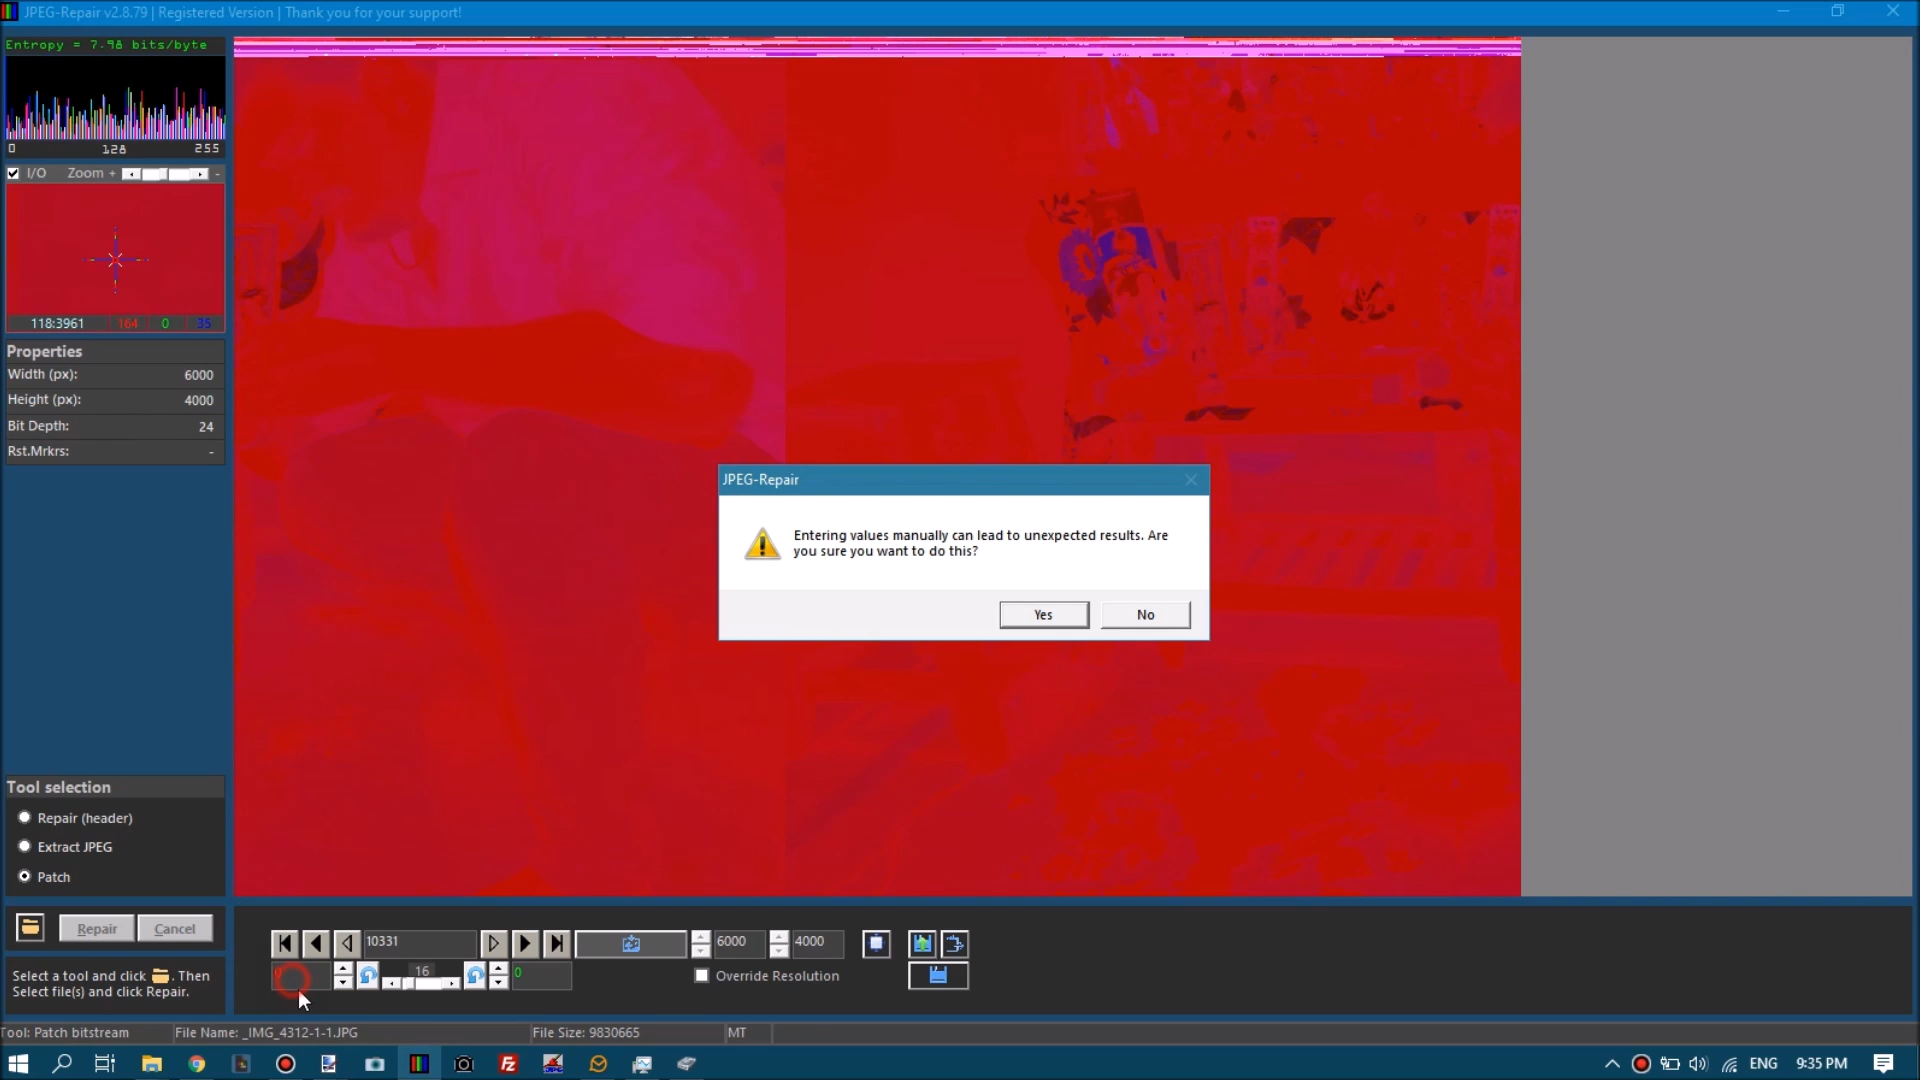 JPEG-Repair v2.8.79 | Registered Version | Thank you for your support!
Entropy = 7.98 bits/byte
0 128 255
I/O Zoom + -
118:3961 164 0 35
Properties
Width (px): 6000
Height (px): 4000
Bit Depth: 24
Rst.Mrkrs: -
JPEG-Repair
Entering values manually can lead to unexpected results. Are
you sure you want to do this?
Yes No
Tool selection
Repair (header)
Extract JPEG
Patch
Repair Cancel
10331 6000 4000
16 0 Override Resolution
Select a tool and click . Then
Select file(s) and click Repair.
Tool: Patch bitstream File Name: _IMG_4312-1-1.JPG File Size: 9830665 MT
Fz ENG 9:35 PM